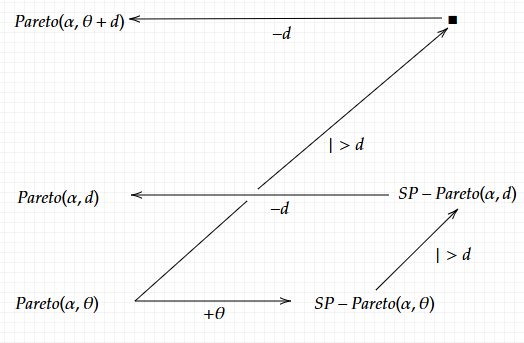 Pareto(α, θ + d)
−d
| > d
Pareto(α, d)
SP − Pareto(α, d)
−d
| > d
Pareto(α, θ)
SP − Pareto(α, θ)
+θ